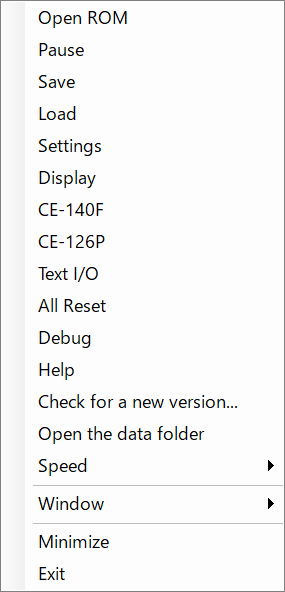 Open ROM
Pause
Save
Load
Settings
Display
CE-140F
CE-126P
Text I/O
All Reset
Debug
Help
Check for a new version...
Open the data folder
Speed
Window
Minimize
Exit